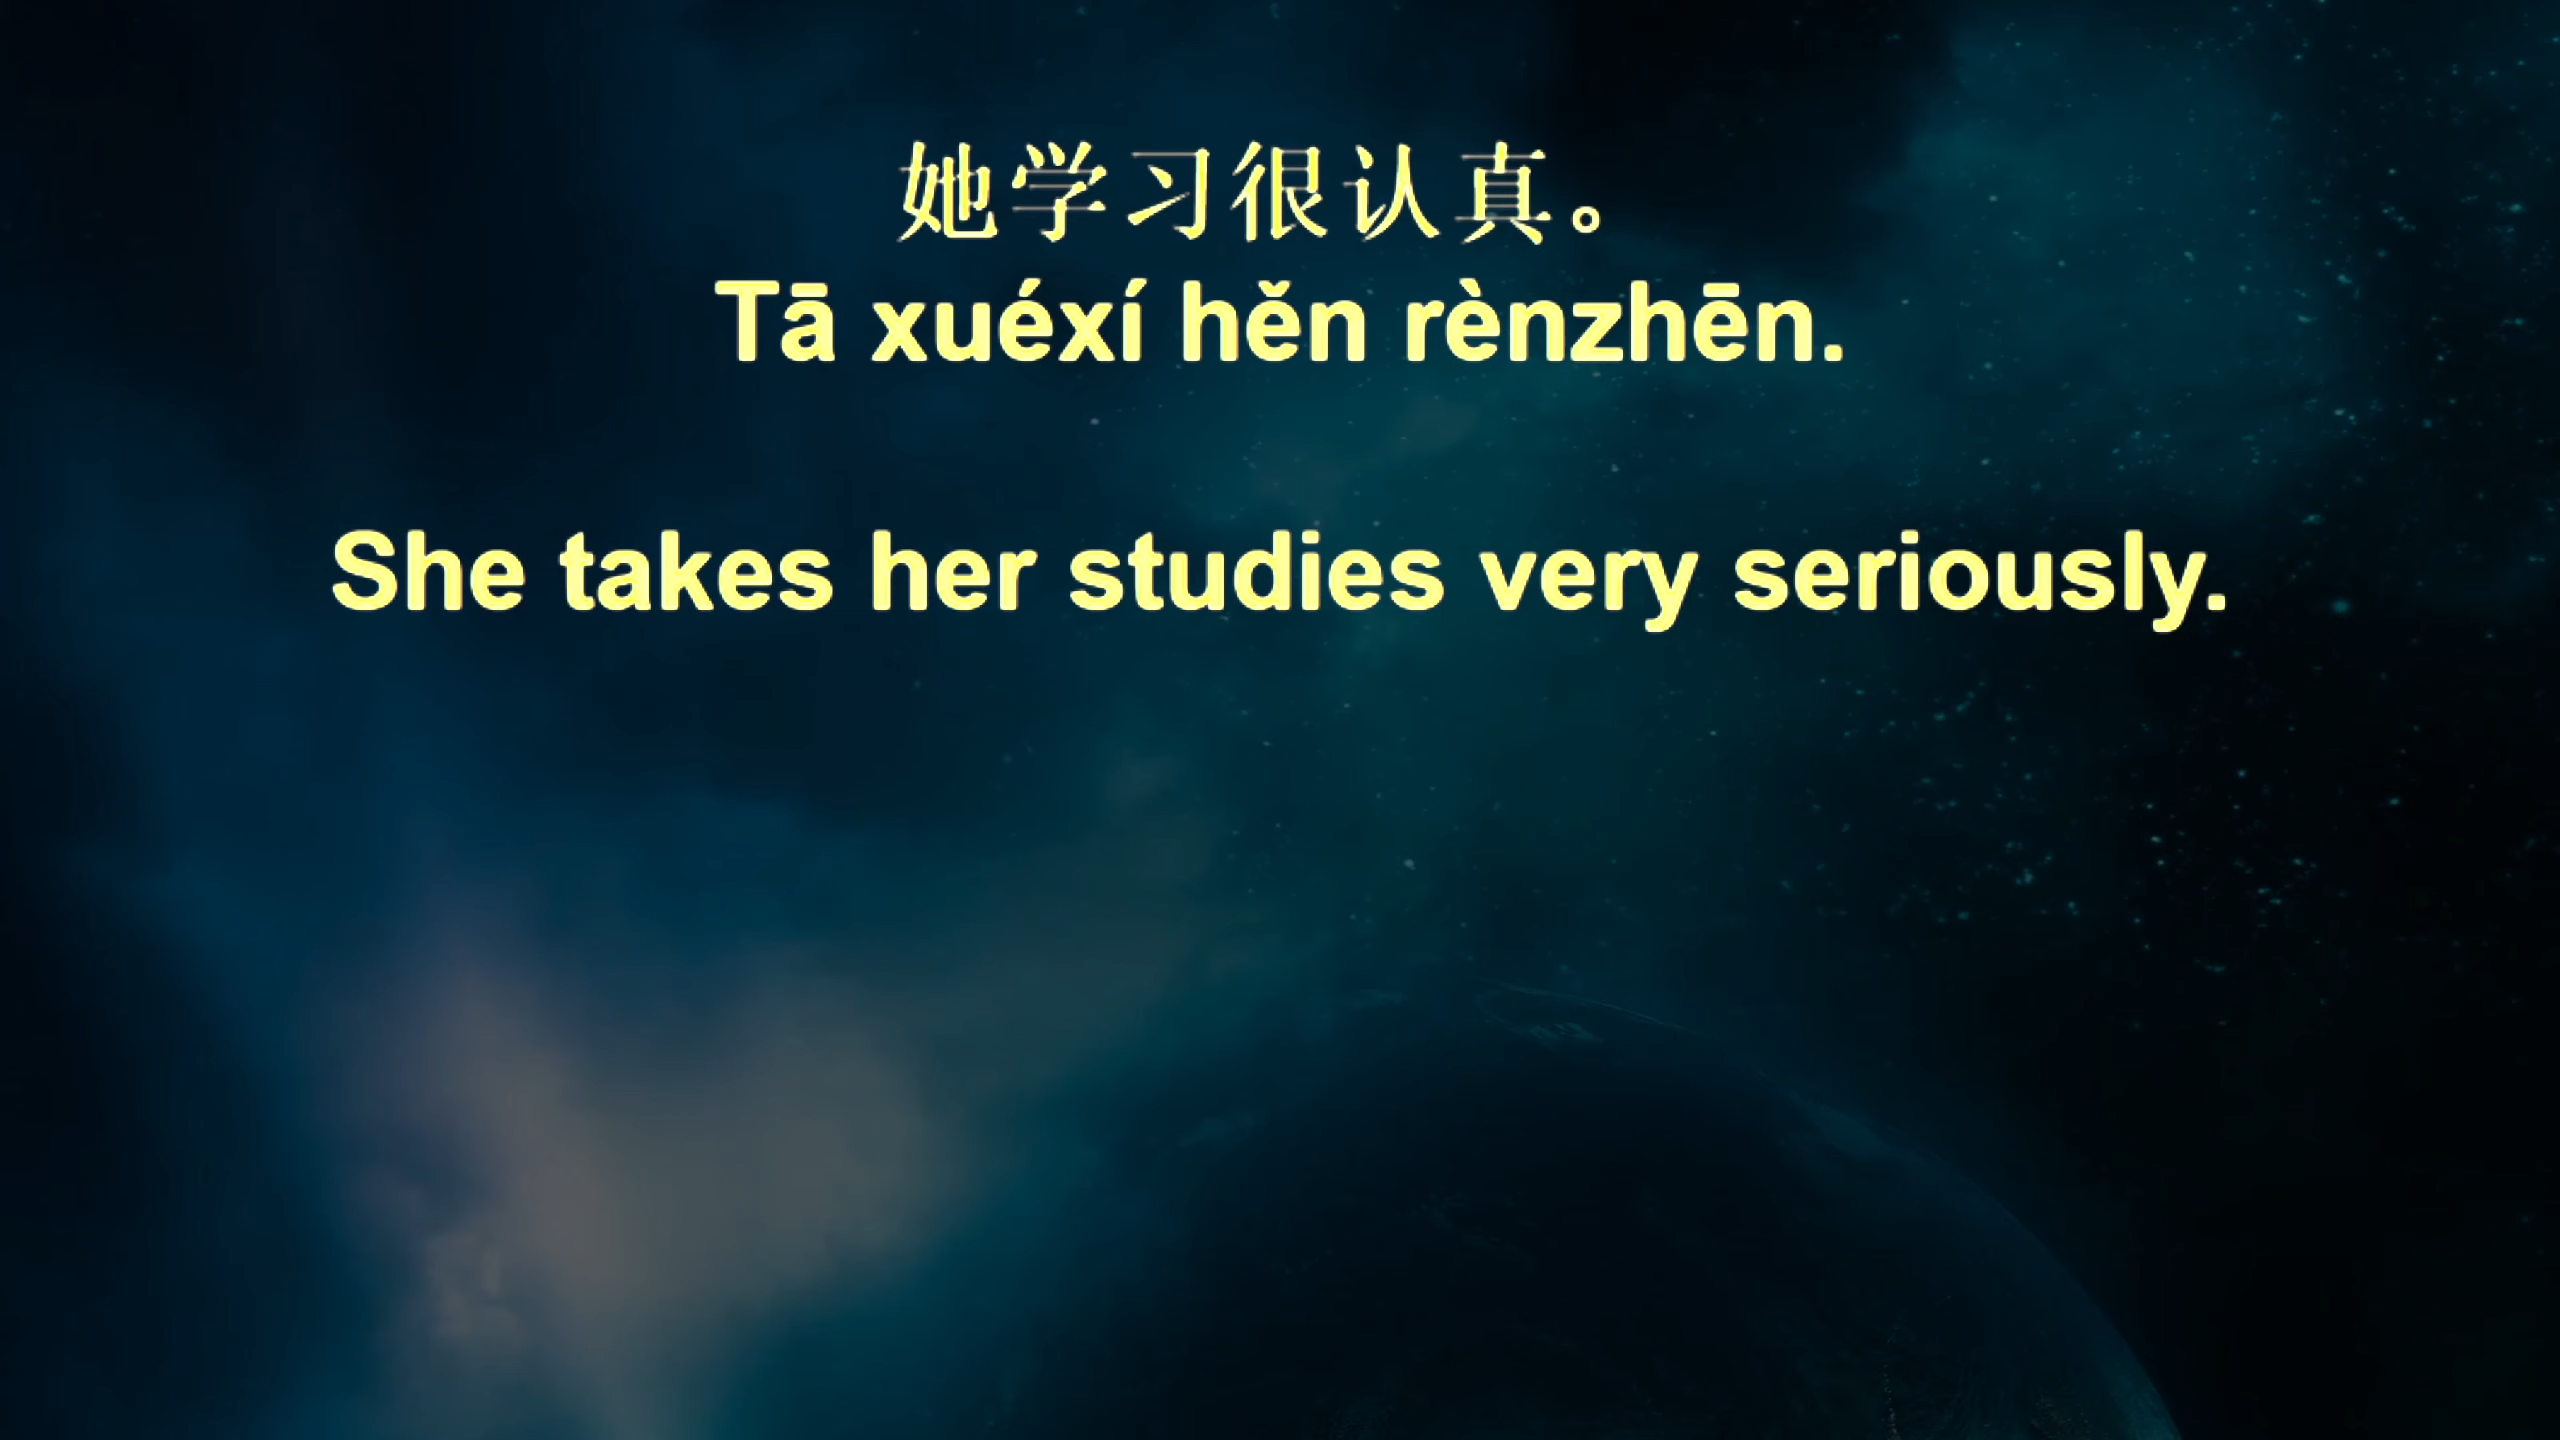 她学习很认真。
Tā xuéxí hěn rènzhēn.
She takes her studies very seriously.